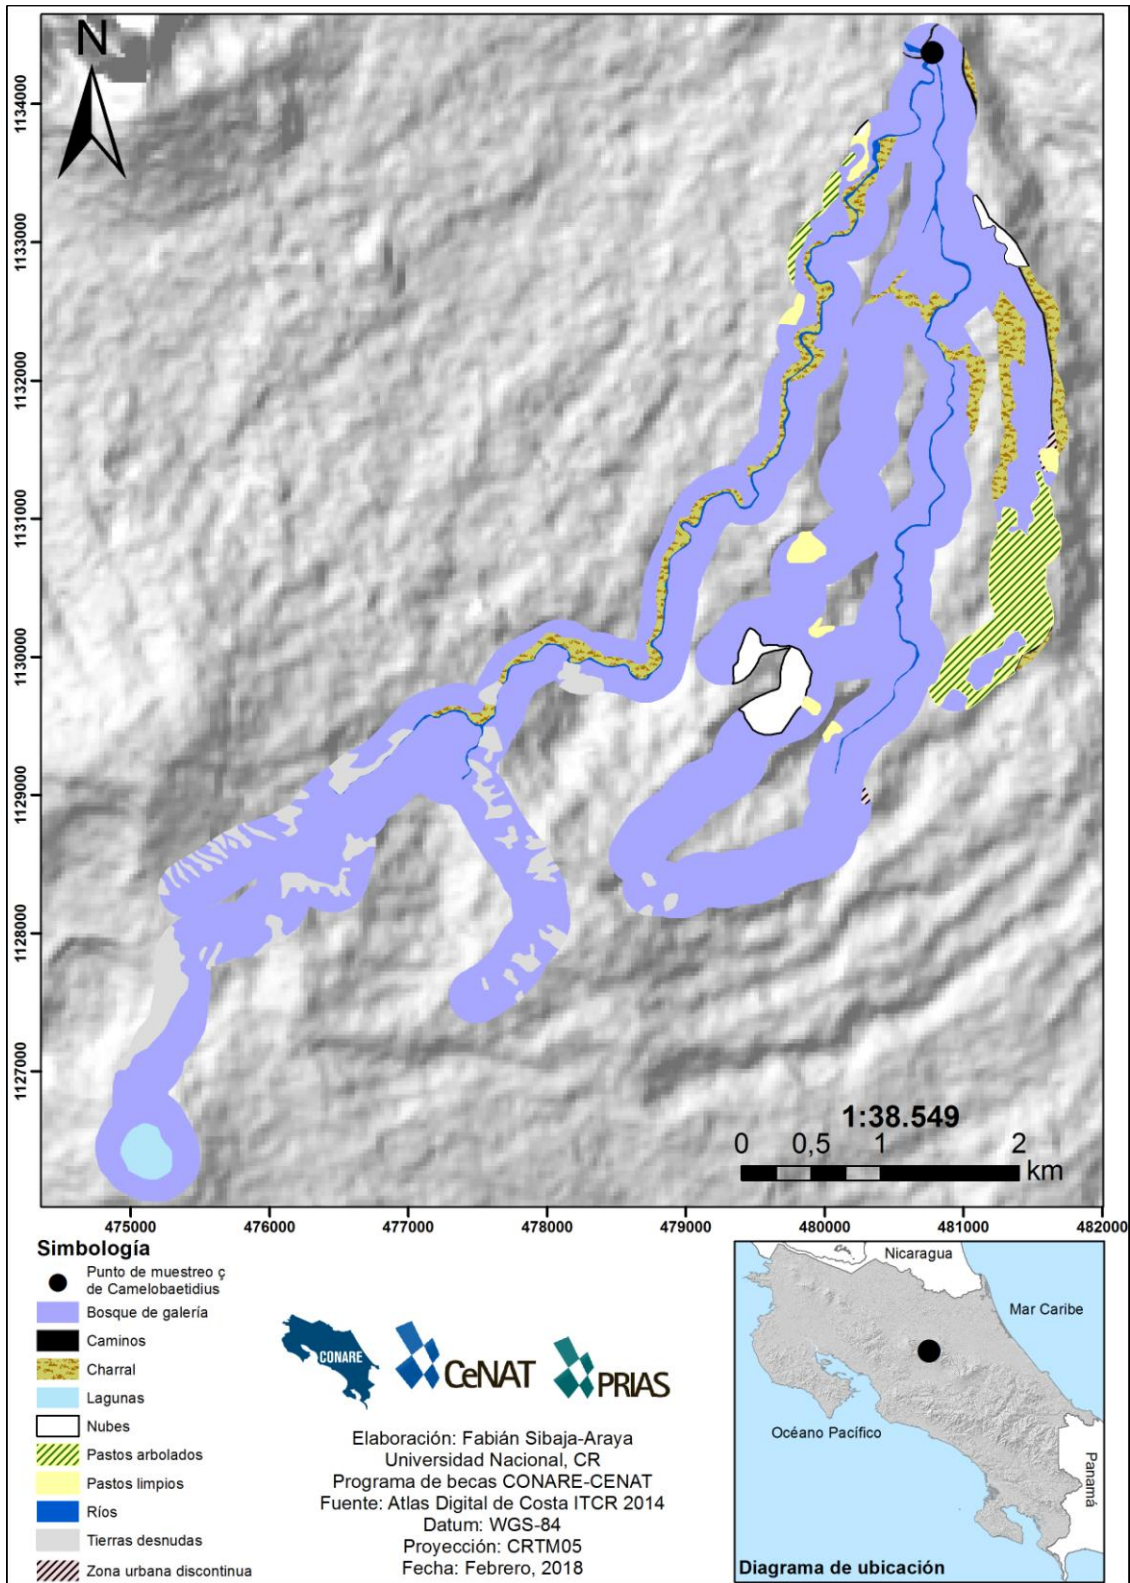 N
1134000
1133000
1132000
1131000
1130000
1129000
1128000
1127000
1:38.549
0 0,5 1 2
km
475000 476000 477000 478000 479000 480000 481000 482000
Simbología
Punto de muestreo ç
de Camelobaetidius
Bosque de galería
Caminos
Charral
Lagunas
Nubes
Pastos arbolados
Pastos limpios
Ríos
Tierras desnudas
Zona urbana discontinua
CONARE
CeNAT
PRIAS
Elaboración: Fabián Sibaja-Araya
Universidad Nacional, CR
Programa de becas CONARE-CENAT
Fuente: Atlas Digital de Costa ITCR 2014
Datum: WGS-84
Proyección: CRTM05
Fecha: Febrero, 2018
Nicaragua
Mar Caribe
Océano Pacífico
Panamá
Diagrama de ubicación